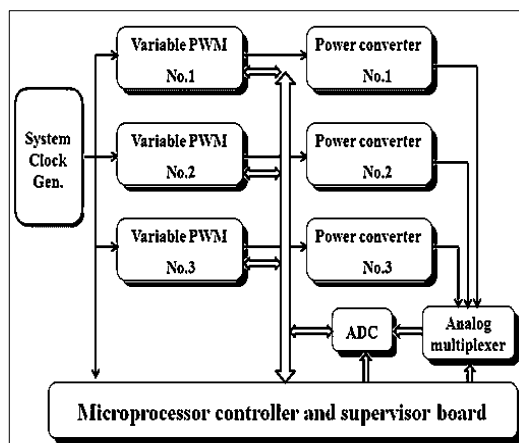 Variable PWM
No.1
Power converter
No.1
System
Clock
Gen.
Variable PWM
No.2
Power converter
No.2
Variable PWM
No.3
Power converter
No.3
ADC
Analog
multiplexer
Microprocessor controller and supervisor board